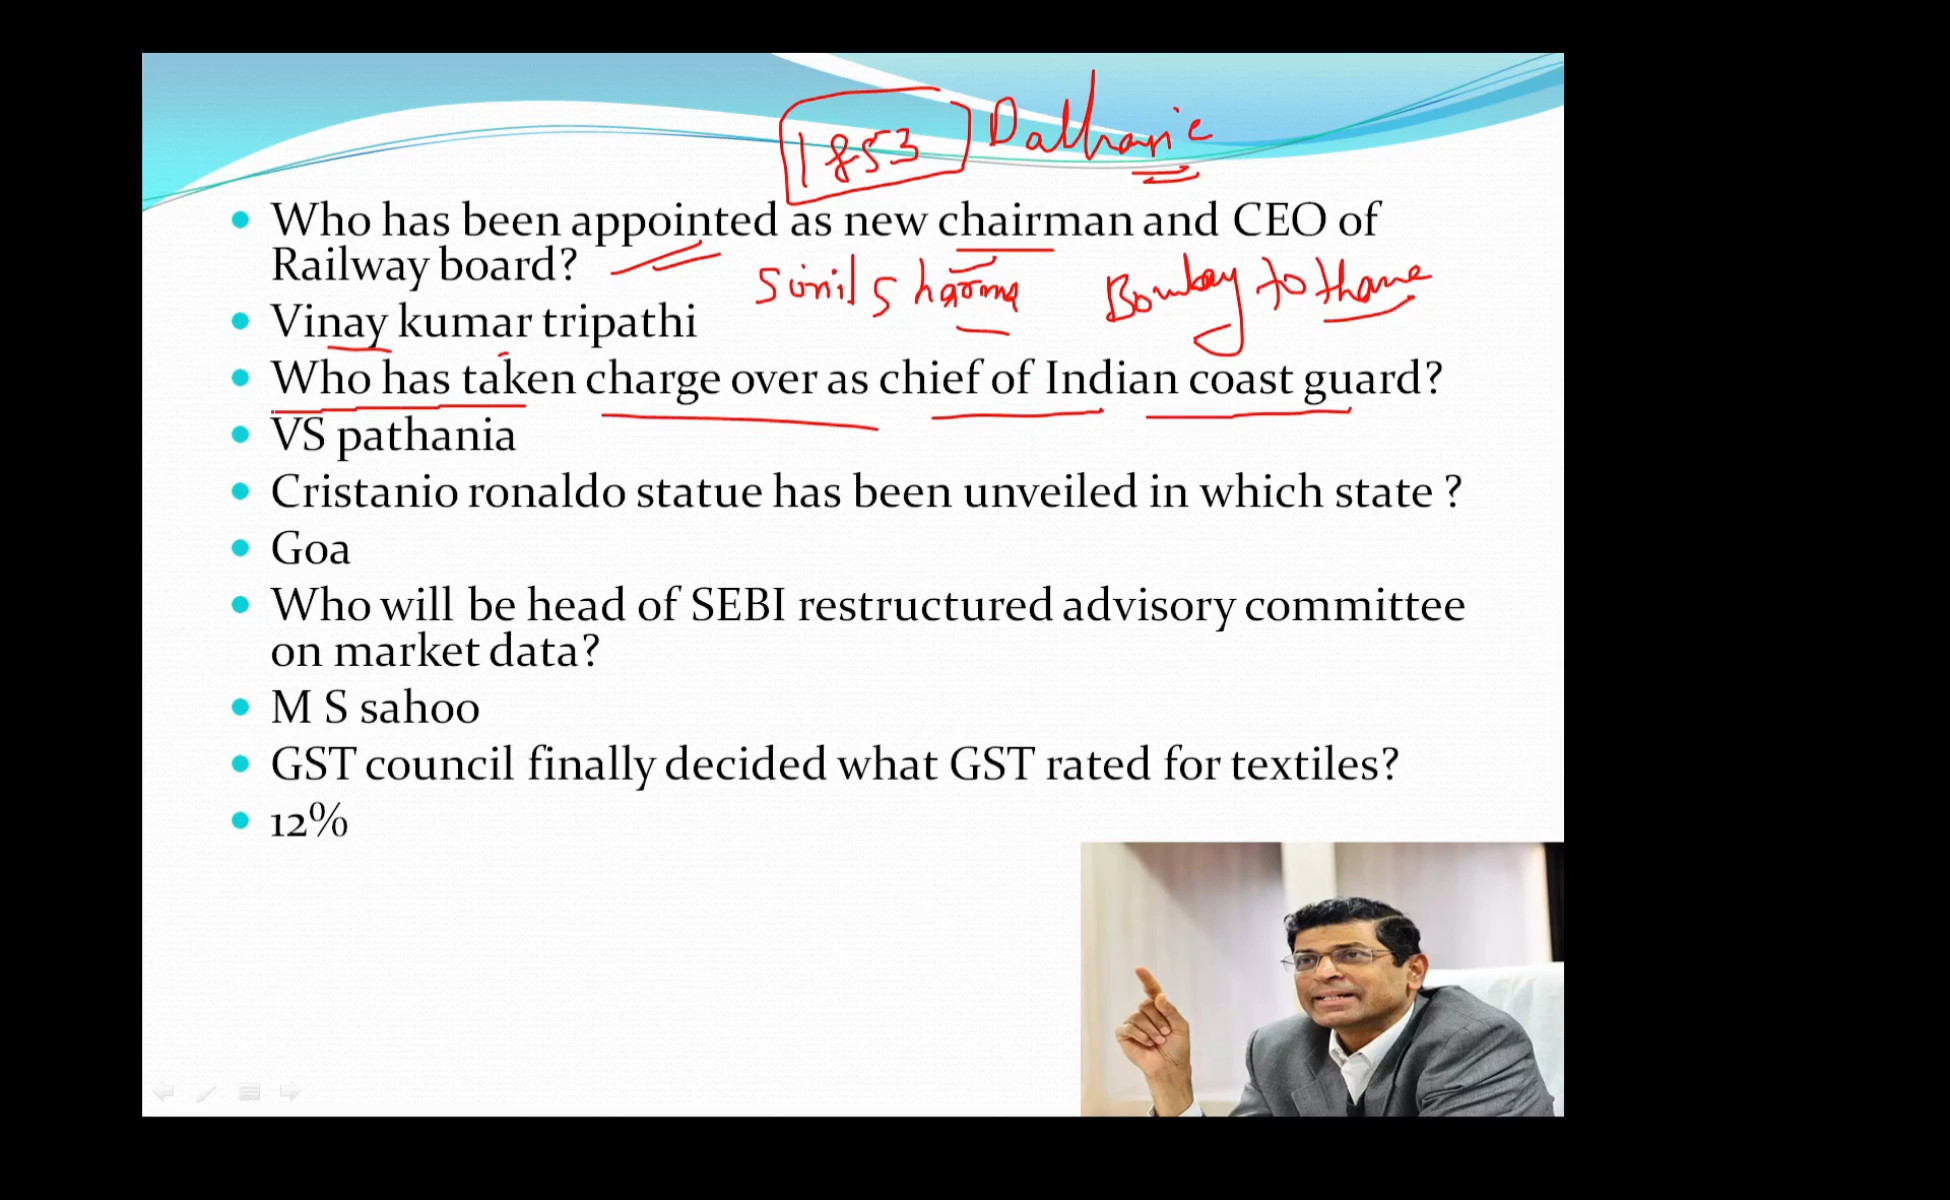 1853 Dalhousie
• Who has been appointed as new chairman and CEO of
Railway board?
Sunil Sharma Bombay to thane
• Vinay kumar tripathi
• Who has taken charge over as chief of Indian coast guard?
• VS pathania
• Cristanio ronaldo statue has been unveiled in which state ?
• Goa
• Who will be head of SEBI restructured advisory committee
on market data?
• M S sahoo
• GST council finally decided what GST rated for textiles?
• 12%